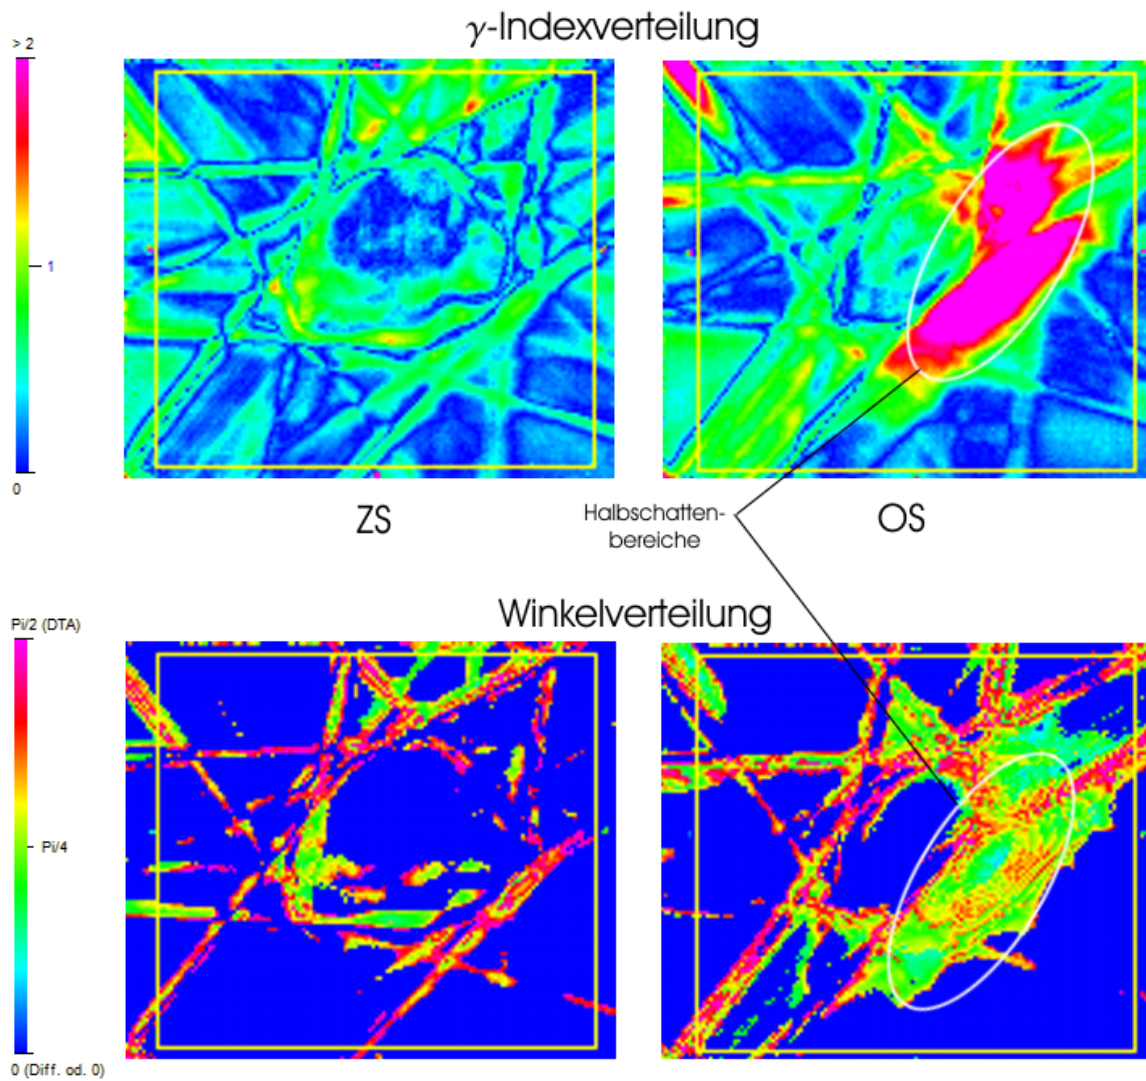 γ-Indexverteilung
> 2
1
0
ZS
Halbschatten-
bereiche
OS
Winkelverteilung
Pi/2 (DTA)
Pi/4
0 (Diff. od. 0)